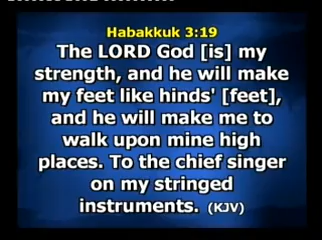 Habakkuk 3:19
The LORD God [is] my
strength, and he will make
my feet like hinds' [feet],
and he will make me to
walk upon mine high
places. To the chief singer
on my stringed
instruments. (KJV)